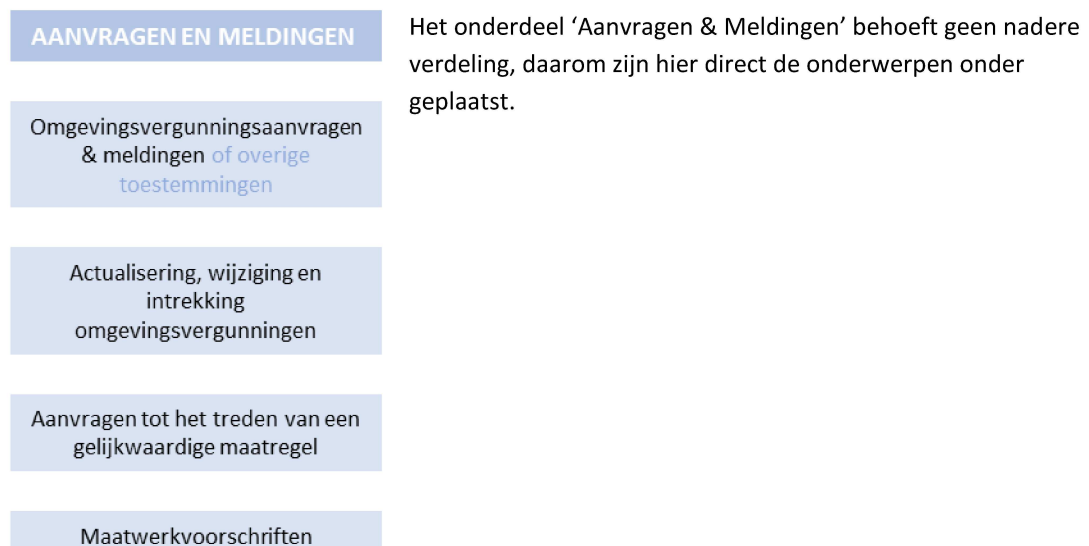 AANVRAGEN EN MELDINGEN
Omgevingsvergunningsaanvragen
& meldingen of overige
toestemmingen
Actualisering, wijziging en
intrekking
omgevingsvergunningen
Aanvragen tot het treden van een
gelijkwaardige maatregel
Maatwerkvoorschriften
Het onderdeel ‘Aanvragen & Meldingen’ behoeft geen nadere
verdeling, daarom zijn hier direct de onderwerpen onder
geplaatst.